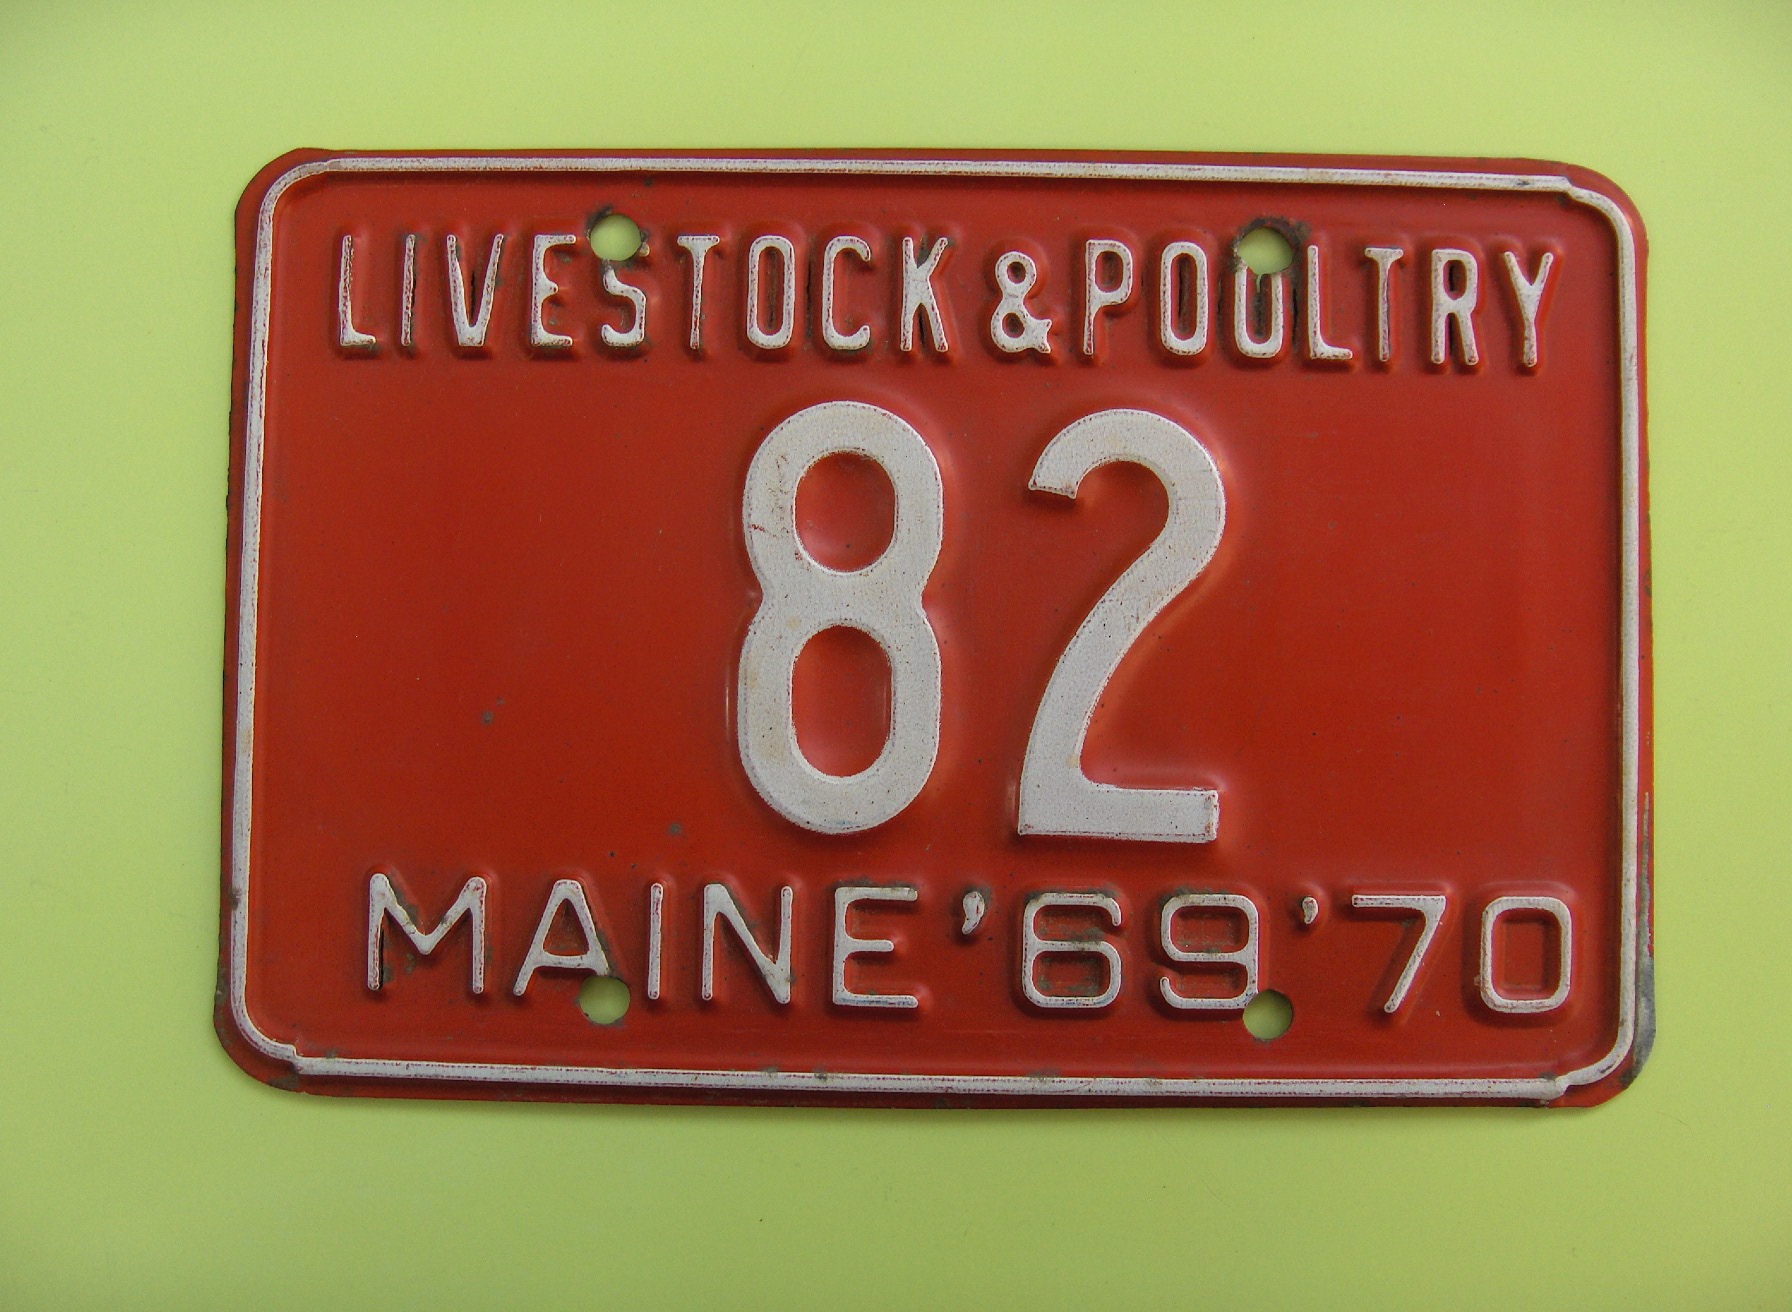 LIVESTOCK & POULTRY
82
MAINE '69 '70